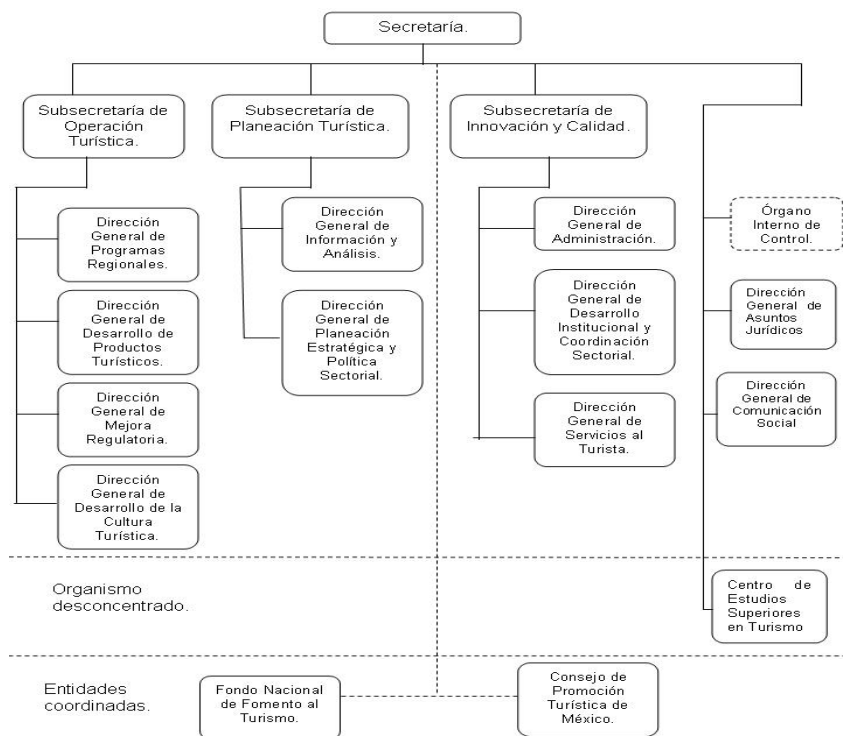 Secretaría.
Subsecretaría de
Operación
Turística.
Subsecretaría de
Planeación Turística.
Subsecretaría de
Innovación y Calidad.
Dirección
General de
Programas
Regionales.
Dirección
General de
Desarrollo de
Productos
Turísticos.
Dirección
General de
Mejora
Regulatoria.
Dirección
General de
Desarrollo de la
Cultura
Turística.
Dirección
General de
Información y
Análisis.
Dirección
General de
Planeación
Estratégica y
Política
Sectorial.
Dirección
General de
Administración.
Dirección
General de
Desarrollo
Institucional y
Coordinación
Sectorial.
Dirección
General de
Servicios al
Turista.
Órgano
Interno de
Control.
Dirección
General de
Asuntos
Jurídicos
Dirección
General de
Comunicación
Social
Organismo
desconcentrado.
Centro de
Estudios
Superiores
en Turismo
Entidades
coordinadas.
Fondo Nacional
de Fomento al
Turismo.
Consejo de
Promoción
Turística de
México.